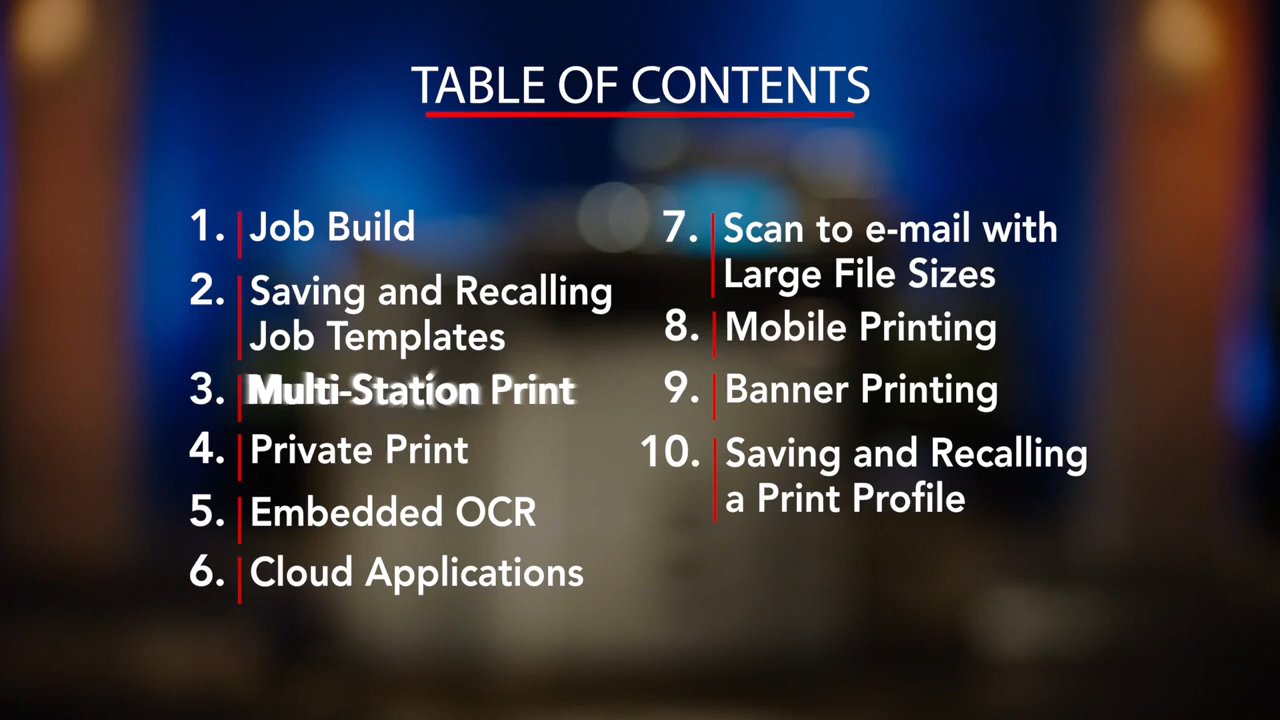 TABLE OF CONTENTS
1. Job Build
2. Saving and Recalling
Job Templates
3. Multi-Station Print
4. Private Print
5. Embedded OCR
6. Cloud Applications
7. Scan to e-mail with
Large File Sizes
8. Mobile Printing
9. Banner Printing
10. Saving and Recalling
a Print Profile